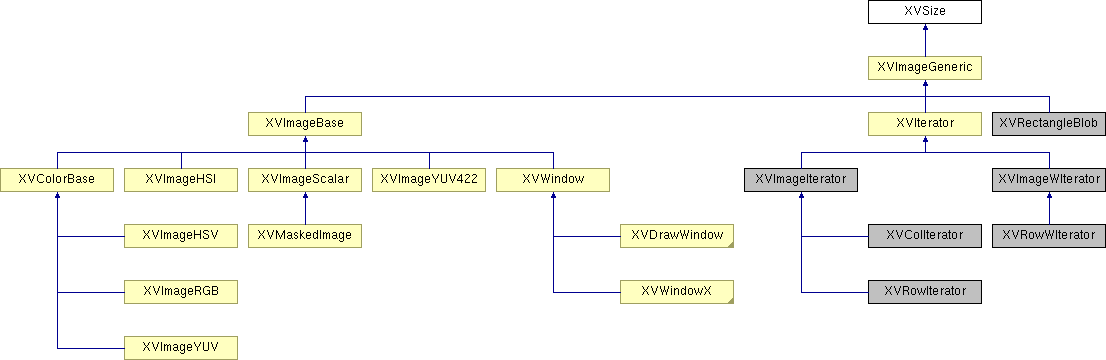 XVSize
XVImageGeneric
XVImageBase
XVIterator
XVRectangleBlob
XVColorBase
XVImageHSI
XVImageScalar
XVImageYUV422
XVWindow
XVImageIterator
XVImageWIterator
XVImageHSV
XVMaskedImage
XVDrawWindow
XVColIterator
XVRowWIterator
XVImageRGB
XVWindowX
XVRowIterator
XVImageYUV